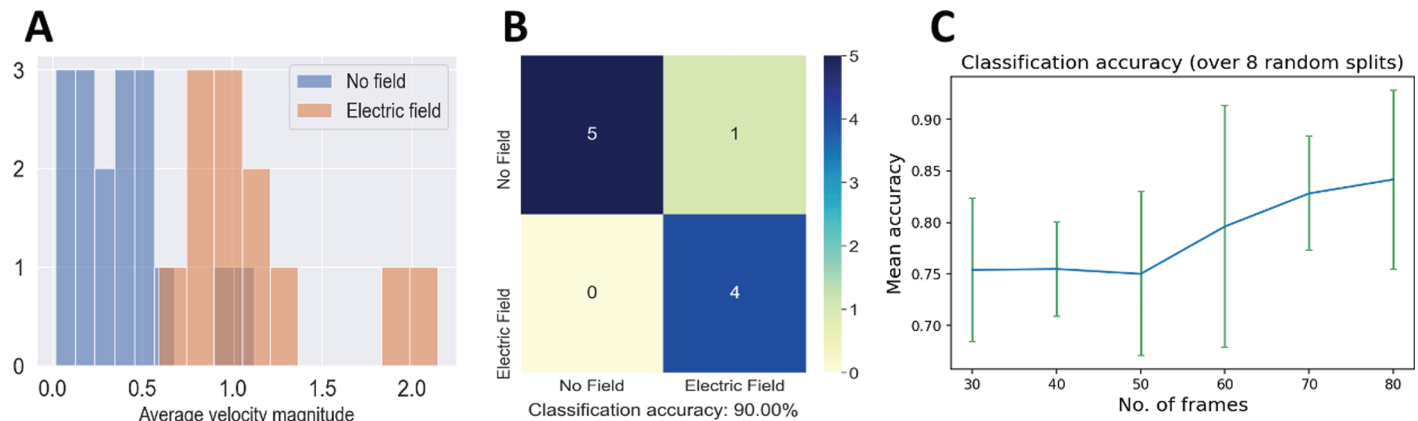 A
3
2
1
0
0.0 0.5 1.0 1.5 2.0
Average velocity magnitude
No field
Electric field
B
No Field
Electric Field
5 1
0 4
No Field Electric Field
Classification accuracy: 90.00%
5
4
3
2
1
0
C
Classification accuracy (over 8 random splits)
Mean accuracy
0.90
0.85
0.80
0.75
0.70
30 40 50 60 70 80
No. of frames